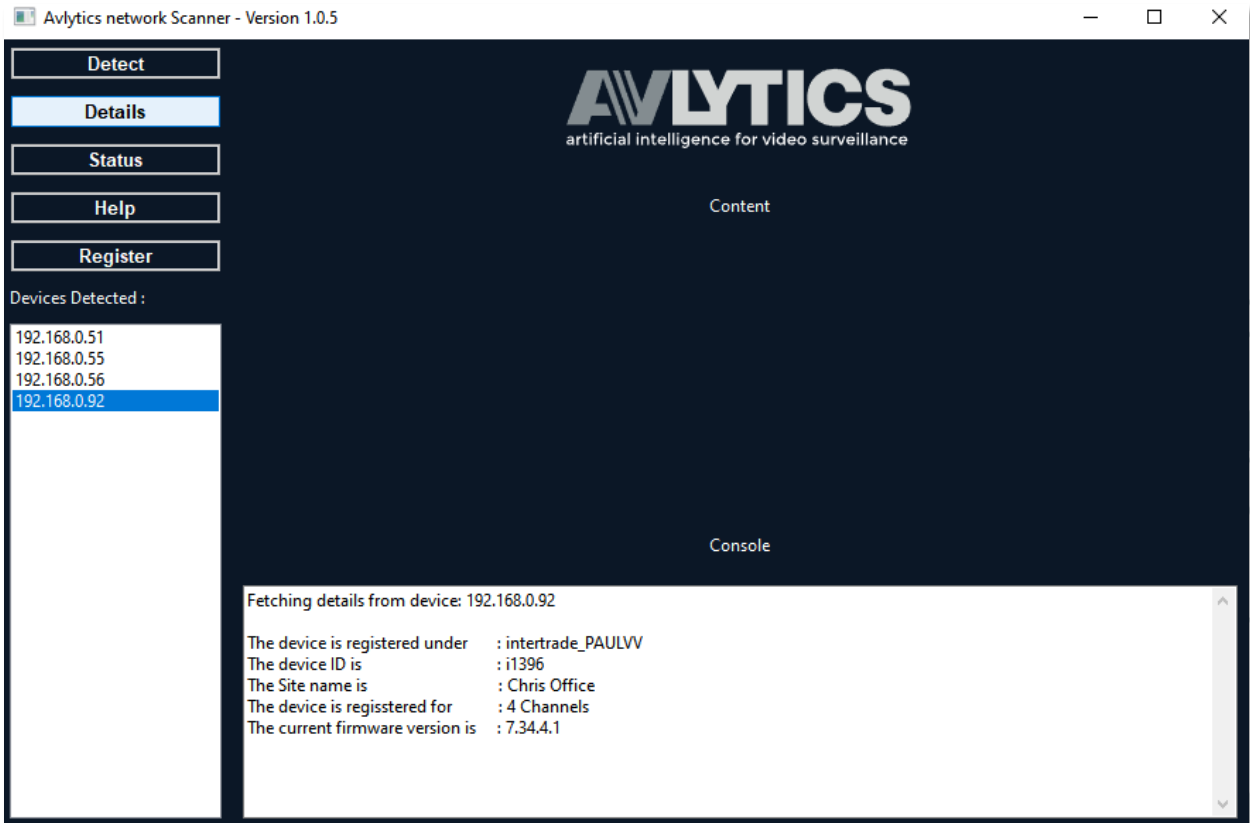 Avlytics network Scanner - Version 1.0.5
Detect
Details
Status
Help
Register
Devices Detected :
192.168.0.51
192.168.0.55
192.168.0.56
192.168.0.92
AVLYTICS
artificial intelligence for video surveillance
Content
Console
Fetching details from device: 192.168.0.92
The device is registered under : intertrade_PAULVV
The device ID is : i1396
The Site name is : Chris Office
The device is regisstered for : 4 Channels
The current firmware version is : 7.34.4.1